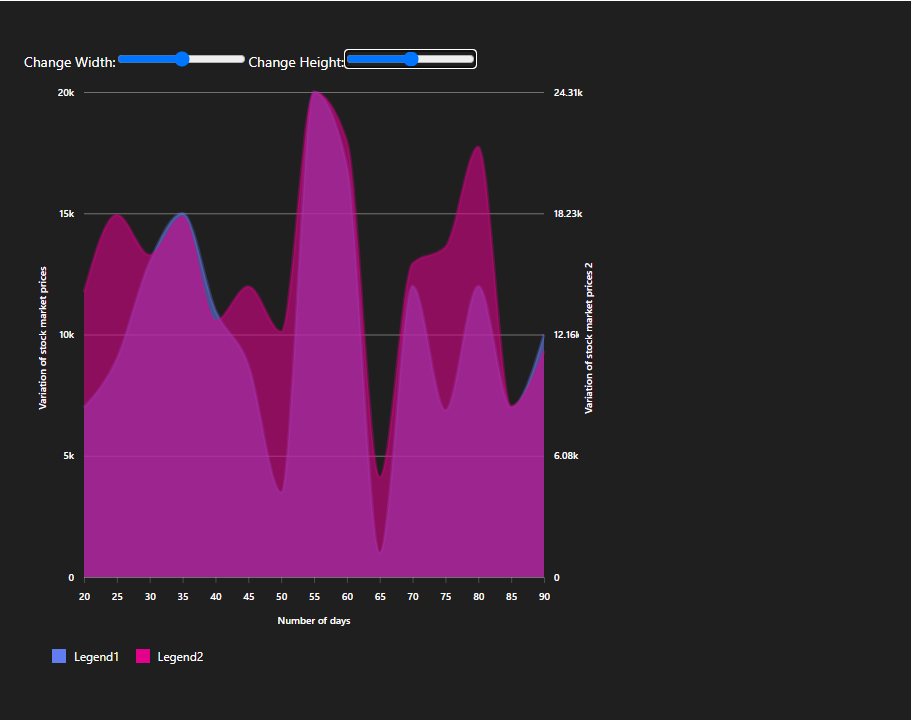 Change Width: Change Height:
20k 24.31k
15k 18.23k
10k 12.16k
5k 6.08k
0 0
Variation of stock market prices
Variation of stock market prices 2
20 25 30 35 40 45 50 55 60 65 70 75 80 85 90
Number of days
Legend1 Legend2